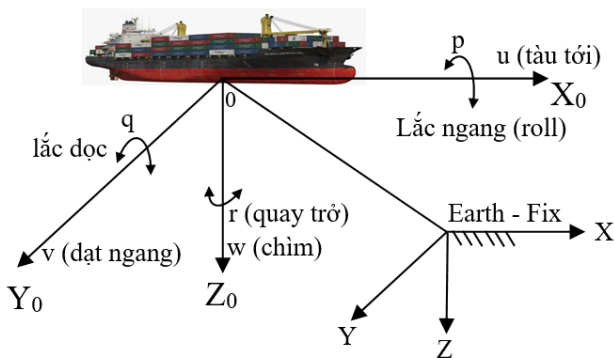 p
u (tàu tới)
0
X₀
Lắc ngang (roll)
q
lắc dọc
r (quay trở)
Earth - Fix
v (dạt ngang)
w (chìm)
X
Y₀
Z₀
Y
Z